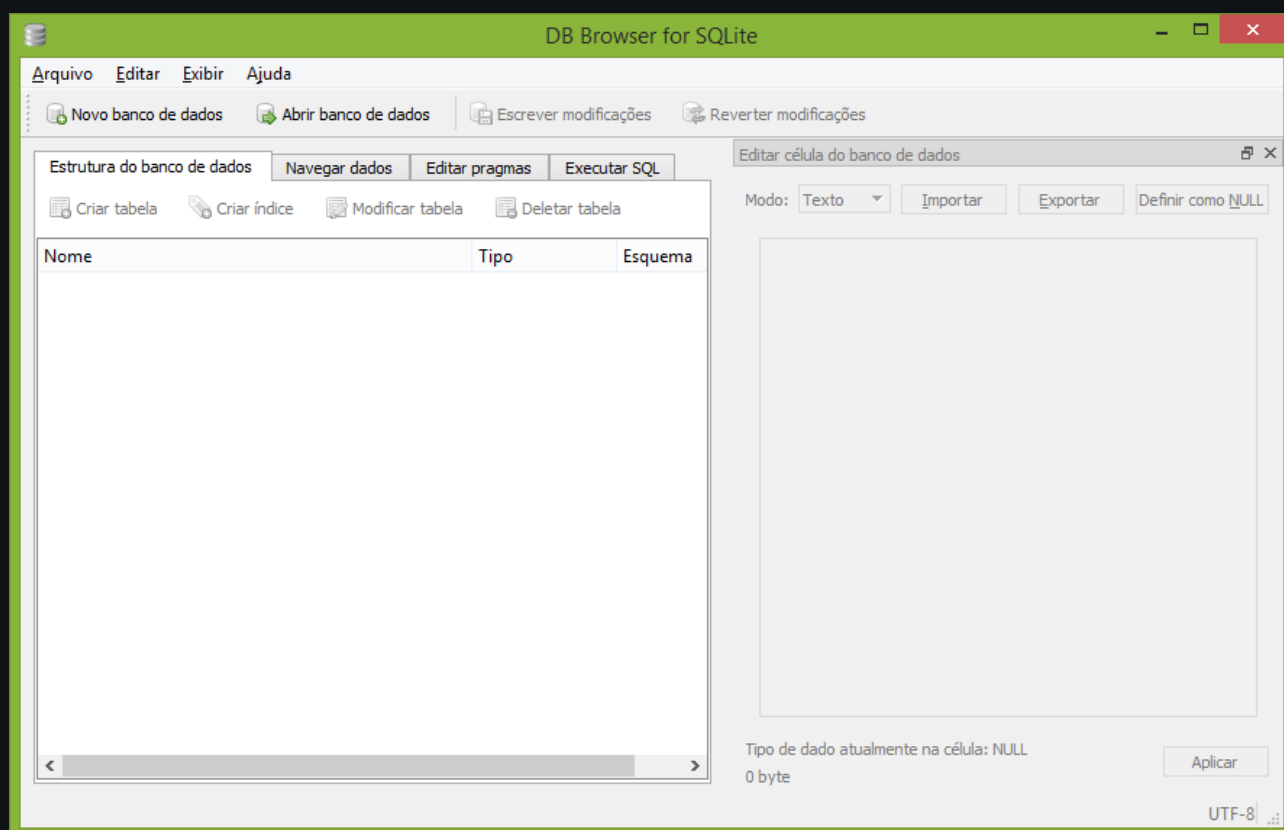 DB Browser for SQLite
Arquivo Editar Exibir Ajuda
Novo banco de dados Abrir banco de dados Escrever modificações Reverter modificações
Estrutura do banco de dados Navegar dados Editar pragmas Executar SQL
Criar tabela Criar índice Modificar tabela Deletar tabela
Nome Tipo Esquema
Editar célula do banco de dados
Modo: Texto Importar Exportar Definir como NULL
Tipo de dado atualmente na célula: NULL
0 byte
Aplicar
UTF-8